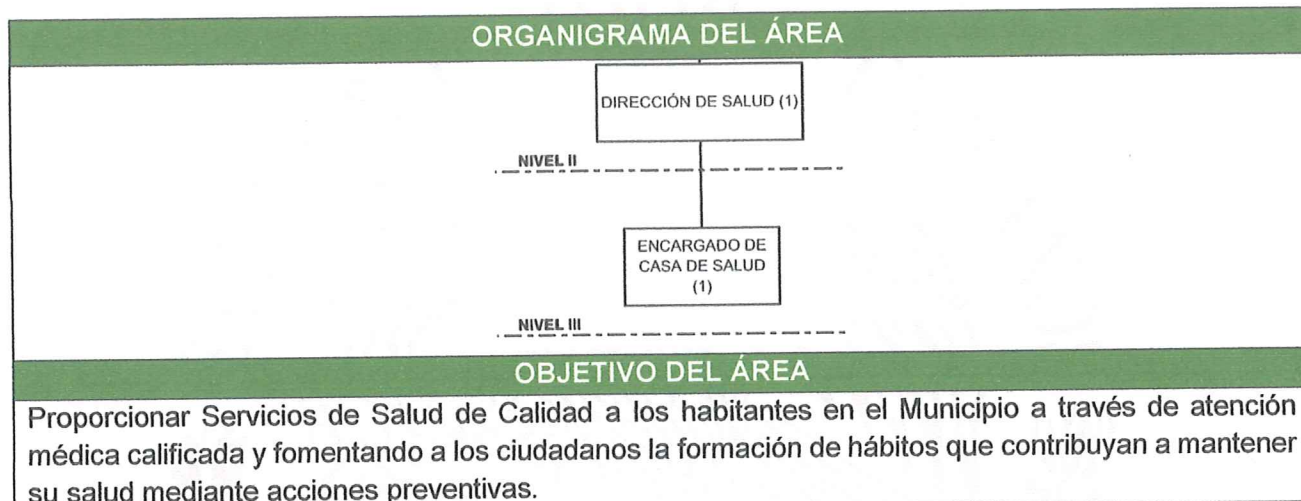 ORGANIGRAMA DEL ÁREA
DIRECCIÓN DE SALUD (1)
NIVEL II
ENCARGADO DE
CASA DE SALUD
(1)
NIVEL III
OBJETIVO DEL ÁREA
Proporcionar Servicios de Salud de Calidad a los habitantes en el Municipio a través de atención
médica calificada y fomentando a los ciudadanos la formación de hábitos que contribuyan a mantener
su salud mediante acciones preventivas.